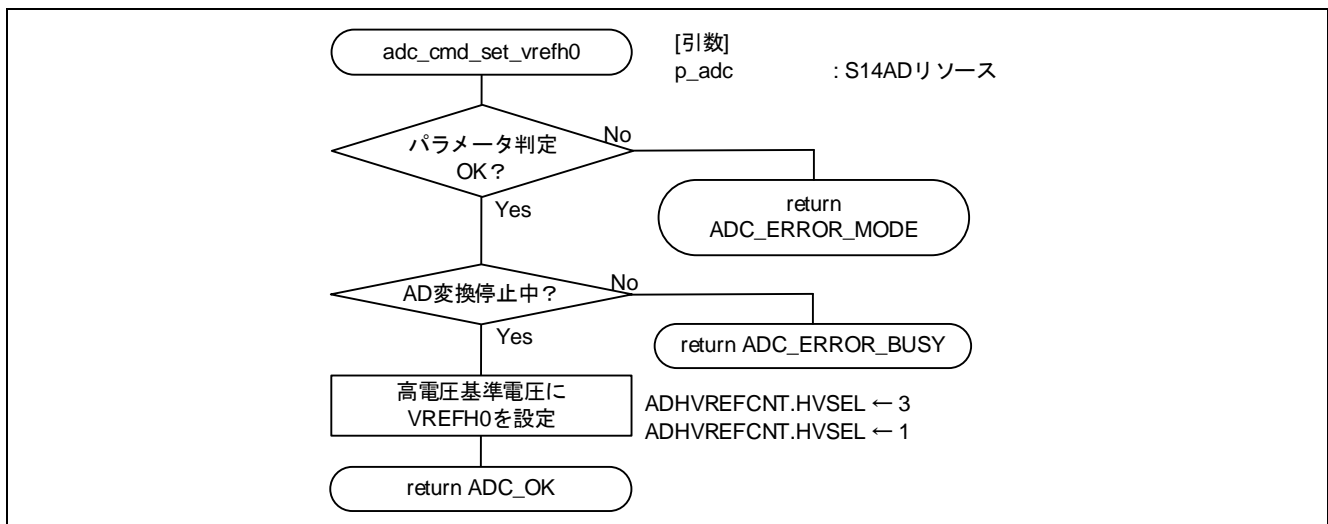 adc_cmd_set_vrefh0
[引数]
p_adc : S14ADリソース
パラメータ判定
OK？
No
Yes
return
ADC_ERROR_MODE
AD変換停止中？
No
Yes
return ADC_ERROR_BUSY
高電圧基準電圧に
VREFH0を設定
ADHVREFCNT.HVSEL ← 3
ADHVREFCNT.HVSEL ← 1
return ADC_OK